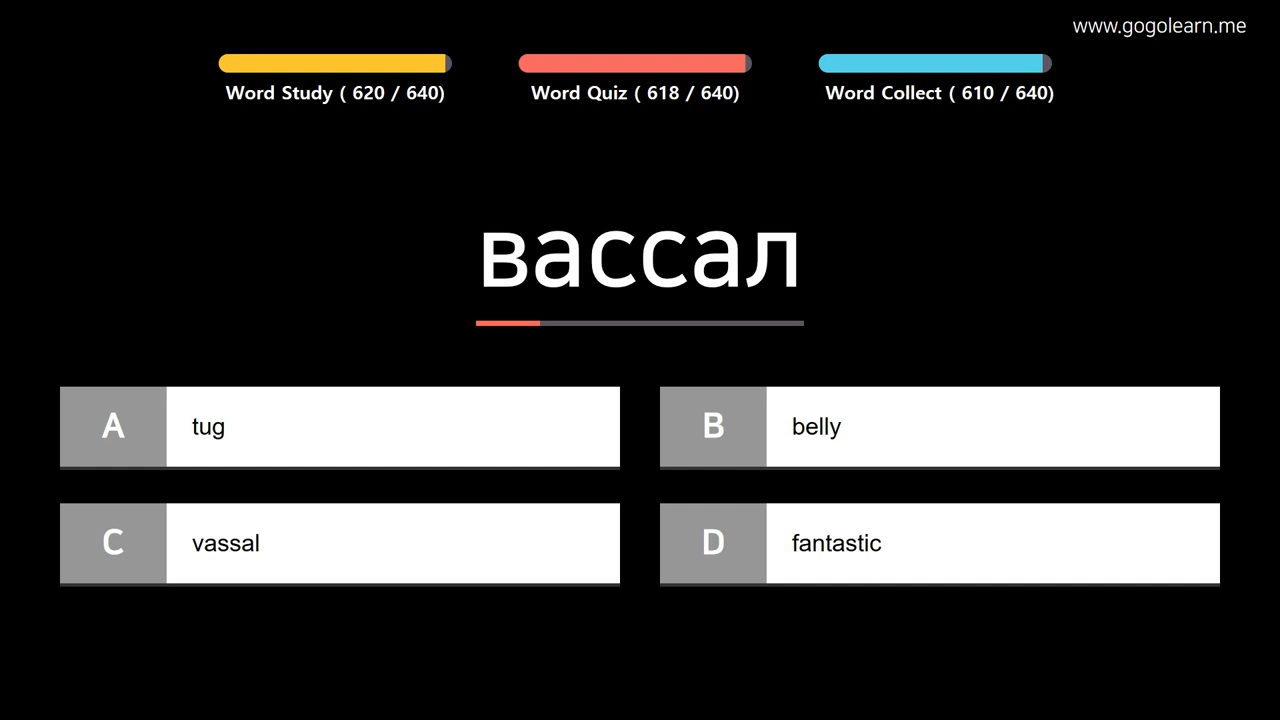 www.gogolearn.me
Word Study ( 620 / 640)
Word Quiz ( 618 / 640)
Word Collect ( 610 / 640)
вассал
A tug
B belly
C vassal
D fantastic